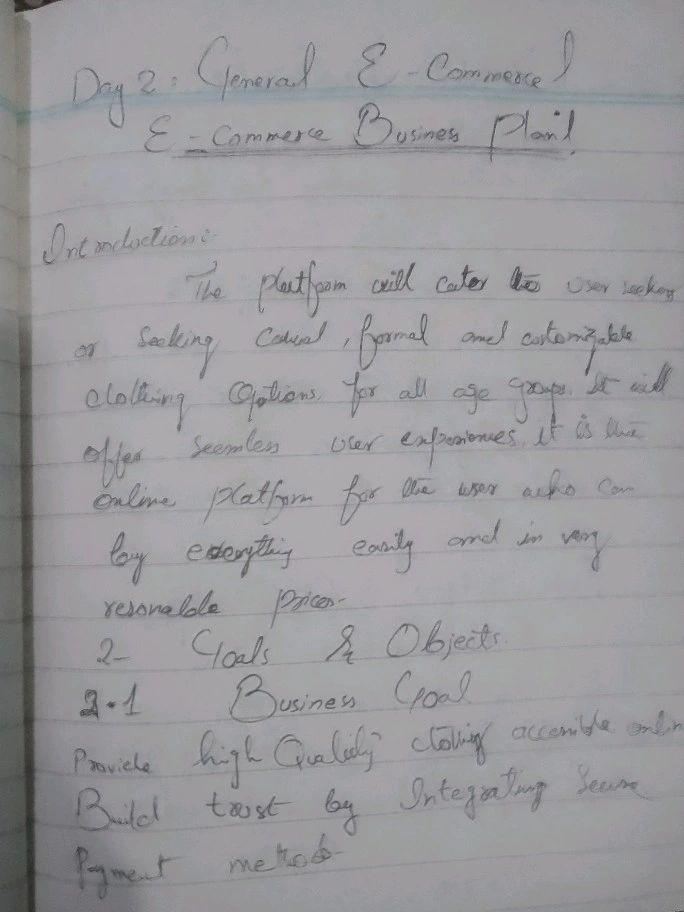 Day 2: General E-Commerce!
E-Commerce Business Plan!
Introduction:
The platform will cater to user seeking
or seeking casual, formal and customizable
clothing options for all age groups. It will
offer seemless user experiences. it is the
online platform for the user who can
buy everything easily and in very
resonable prices-
2- Goals & Objects.
2.1 Business Goal
Provide high Quality clothing accessible online
Build trust by Integrating Secure
Payment methods-